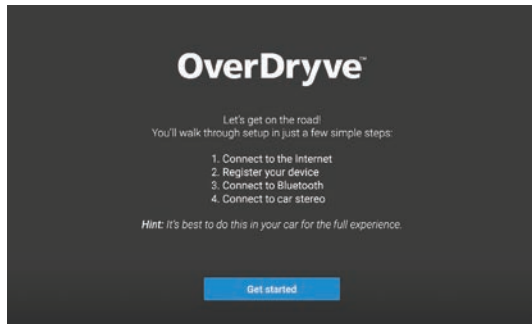 OverDryve™
Let's get on the road!
You'll walk through setup in just a few simple steps:
1. Connect to the Internet
2. Register your device
3. Connect to Bluetooth
4. Connect to car stereo
Hint: It's best to do this in your car for the full experience.
Get started